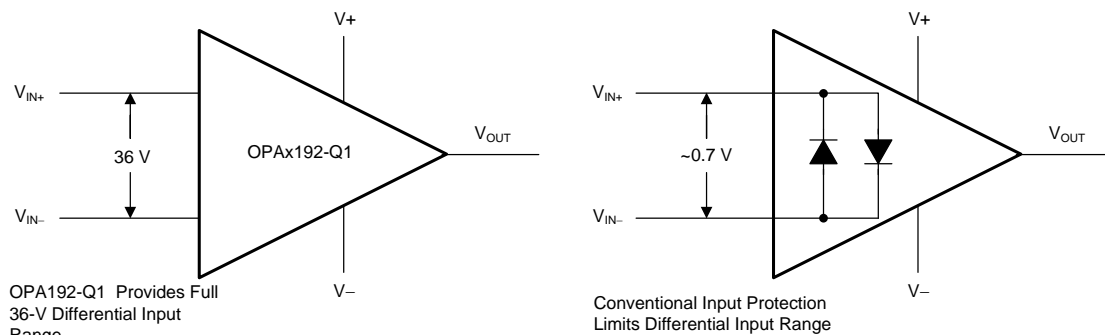 V+
V+
VIN+
VIN+
VOUT
VOUT
36 V
OPAx192-Q1
~0.7 V
VIN−
VIN−
V−
V−
OPA192-Q1 Provides Full
36-V Differential Input
Range
Conventional Input Protection
Limits Differential Input Range